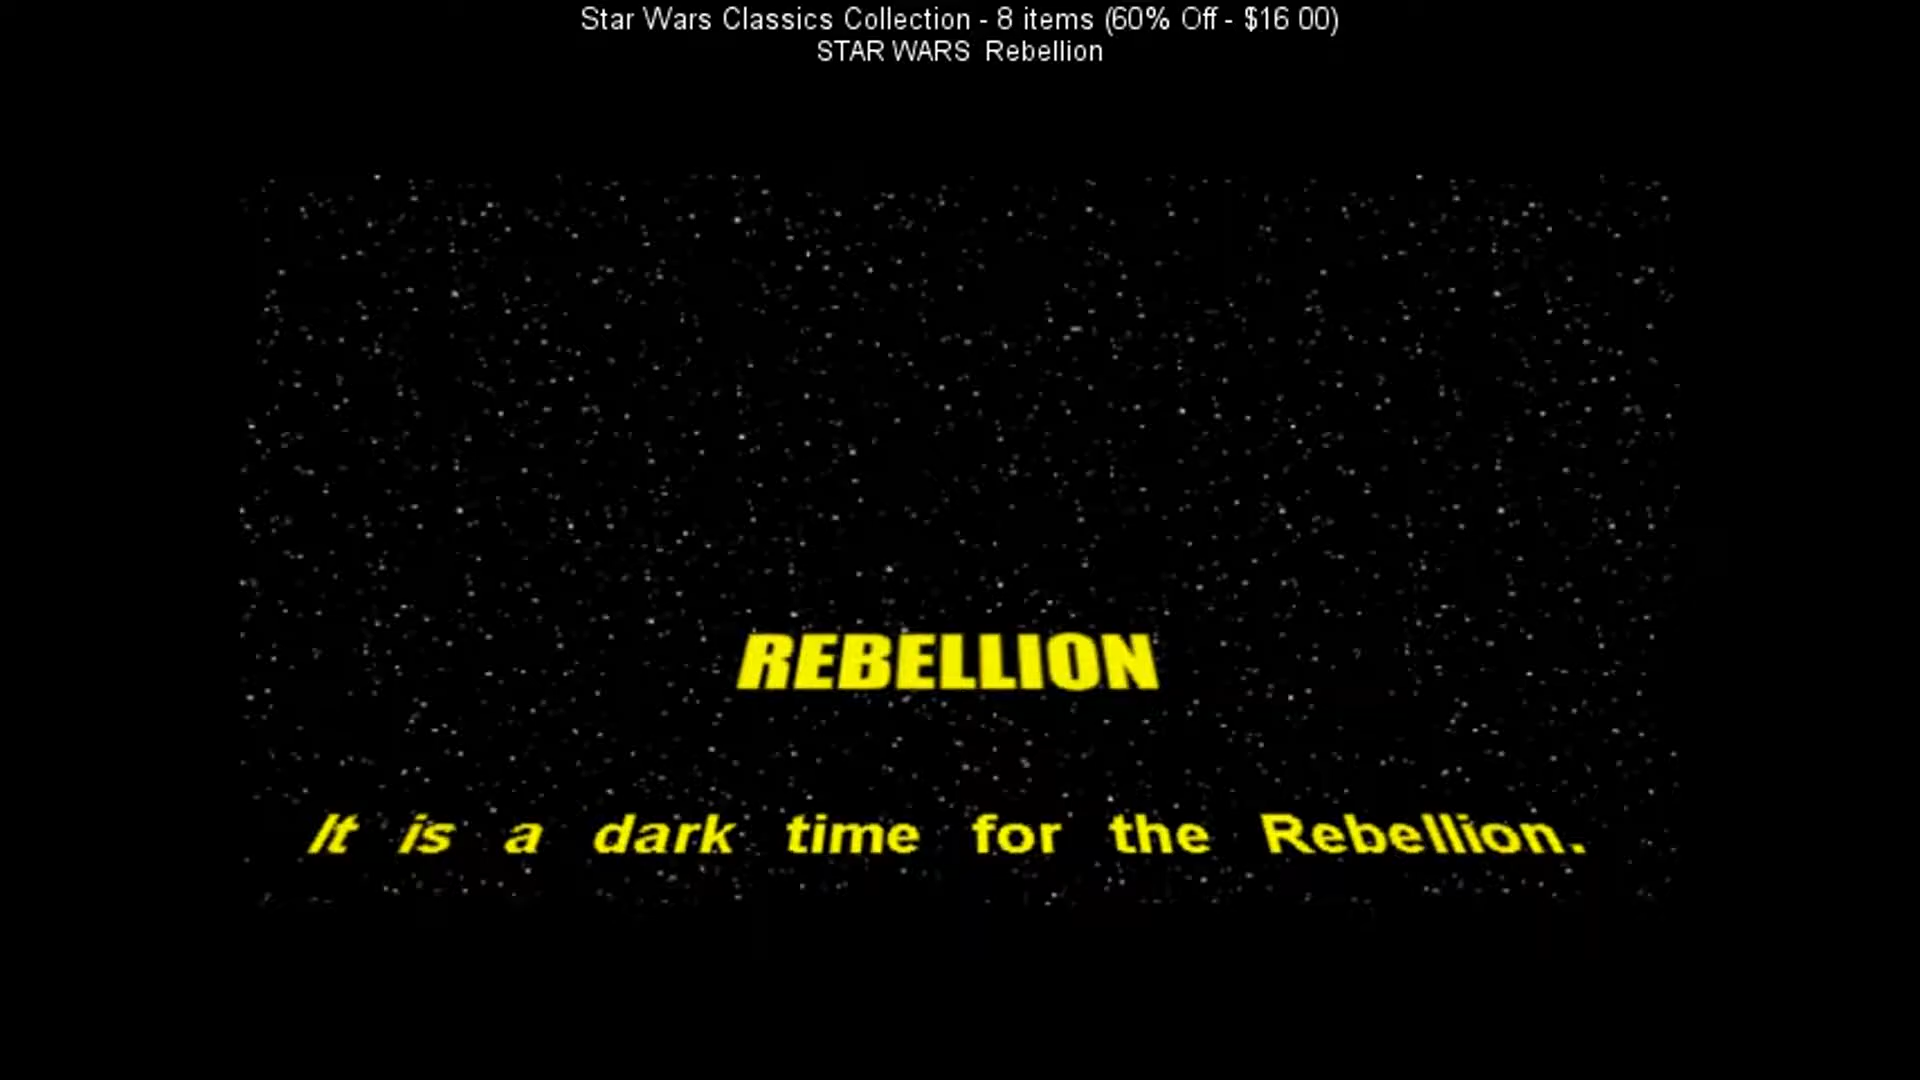 Star Wars Classics Collection - 8 items (60% Off - $16 00)
STAR WARS  Rebellion
REBELLION
It is a dark time for the Rebellion.